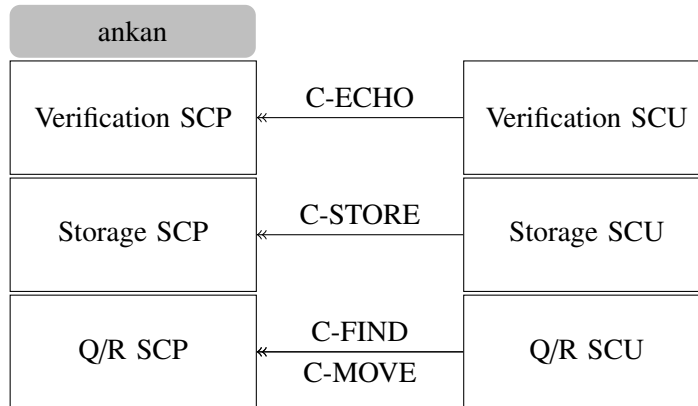 ankan
Verification SCP
C-ECHO
Verification SCU
Storage SCP
C-STORE
Storage SCU
Q/R SCP
C-FIND
C-MOVE
Q/R SCU